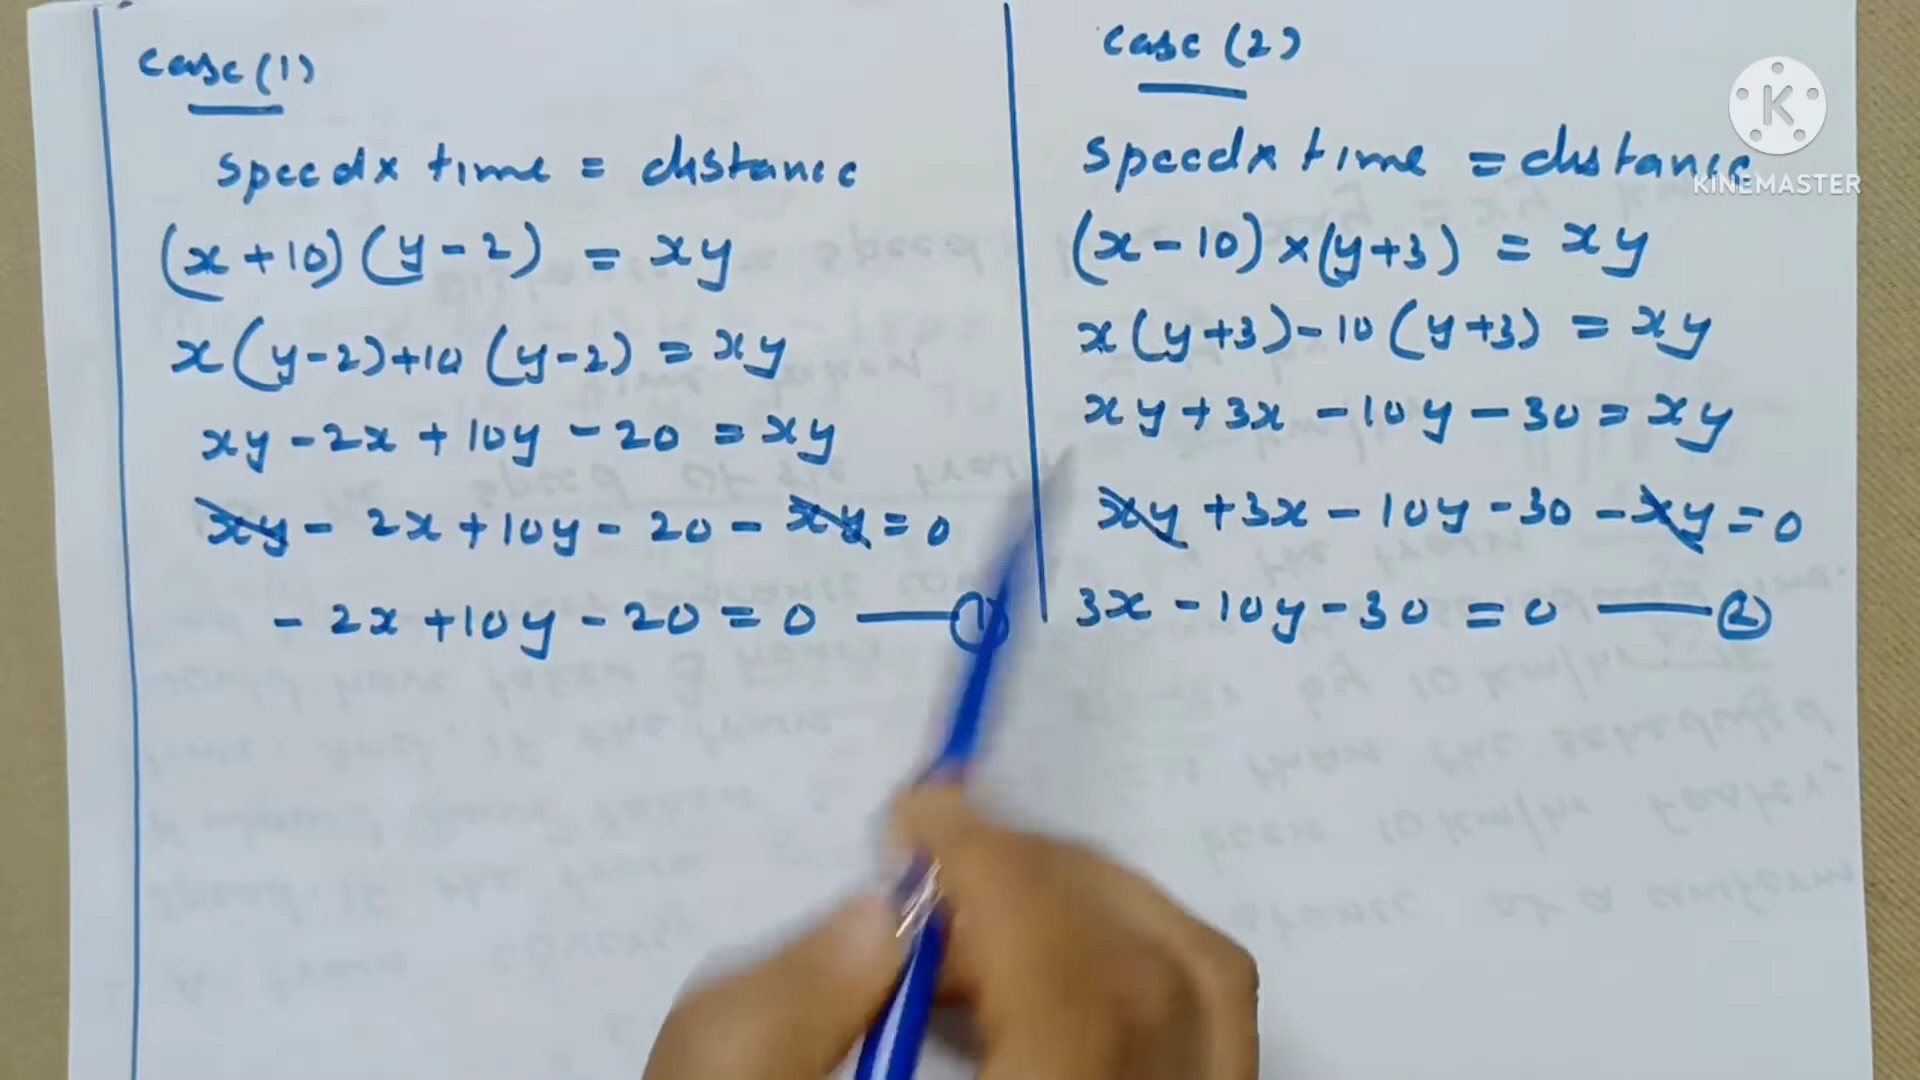 case (1)
speed x time = distance
(x + 10) (y - 2) = xy
x (y - 2) + 10 (y - 2) = xy
xy - 2x + 10y - 20 = xy
xy - 2x + 10y - 20 - xy = 0
- 2x + 10y - 20 = 0 — 1
case (2)
speed x time = distance
(x - 10) × (y + 3) = xy
x (y + 3) - 10 (y + 3) = xy
xy + 3x - 10y - 30 = xy
xy + 3x - 10y - 30 - xy = 0
3x - 10y - 30 = 0 — 2
K
KINEMASTER